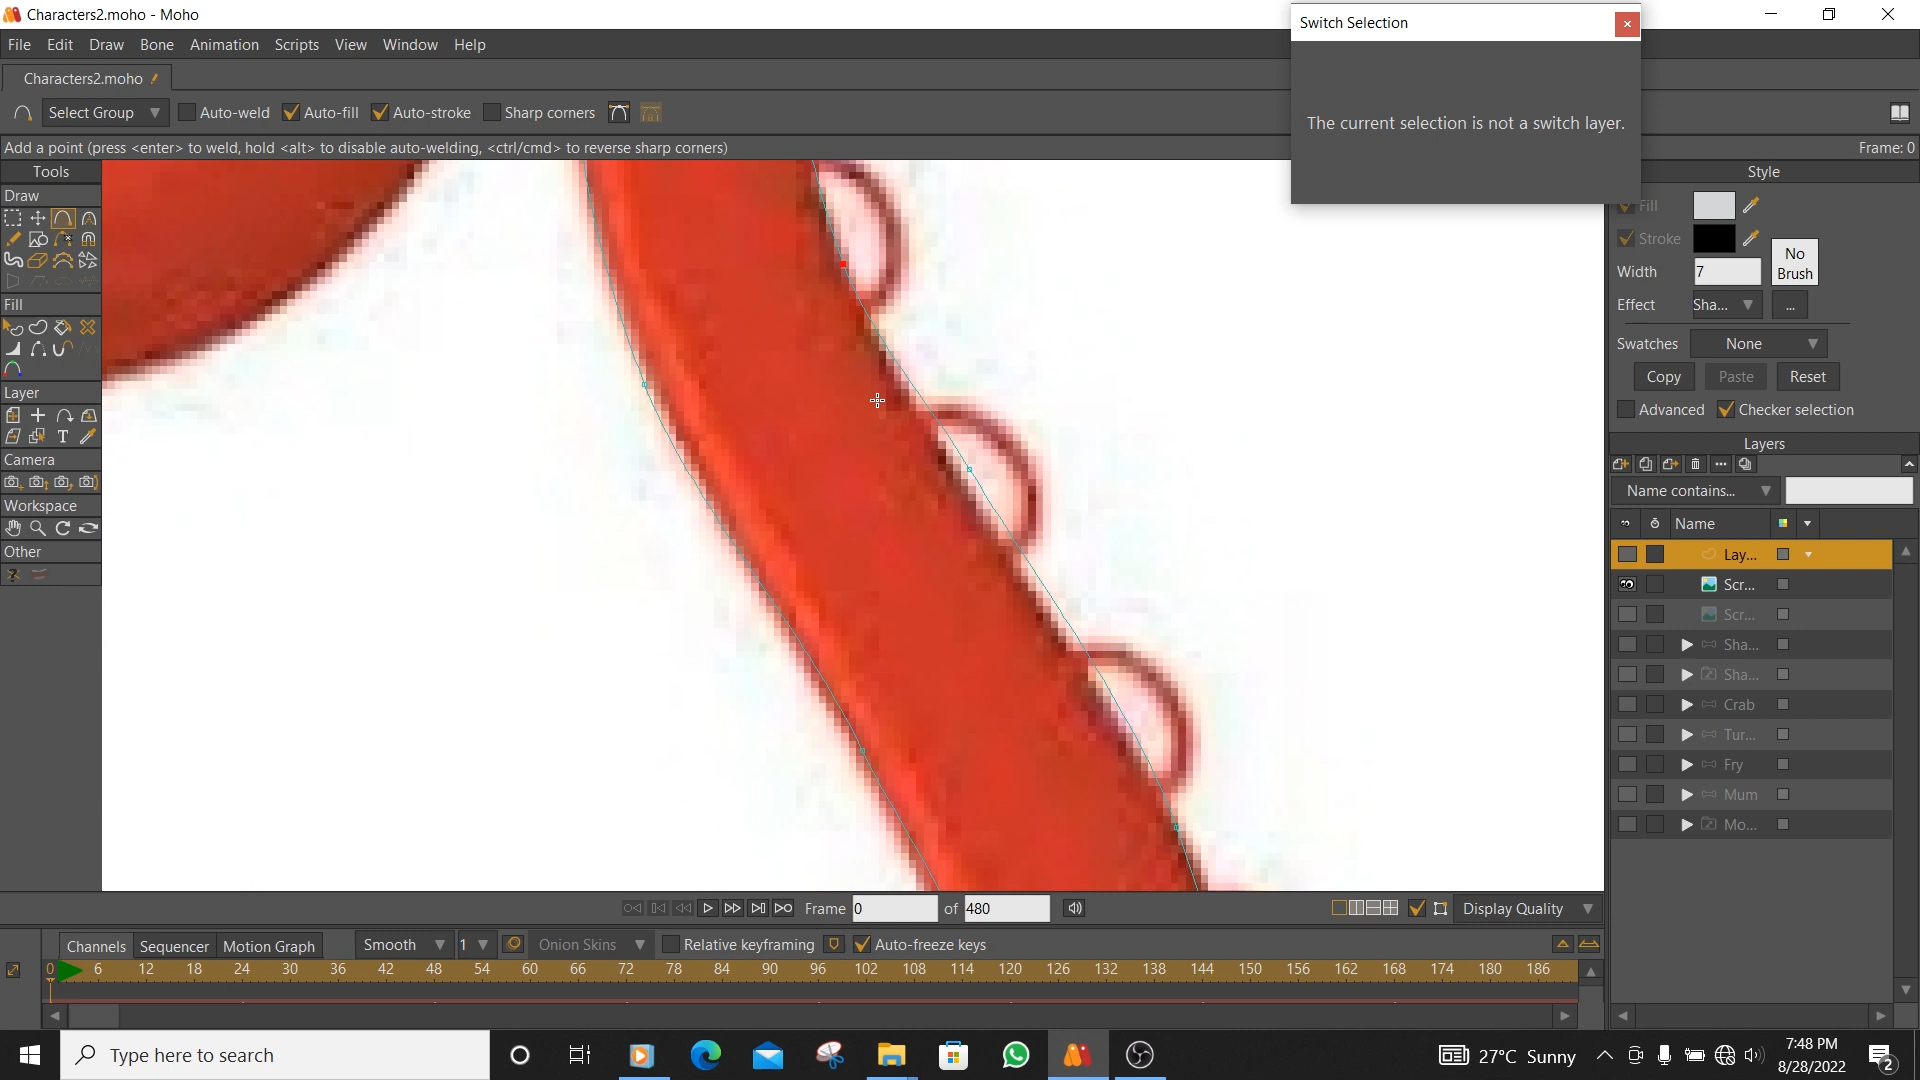 Characters2.moho - Moho
Switch Selection
File Edit Draw Bone Animation Scripts View Window Help
Characters2.moho
Select Group Auto-weld Auto-fill Auto-stroke Sharp corners
The current selection is not a switch layer.
Add a point (press <enter> to weld, hold <alt> to disable auto-welding, <ctrl/cmd> to reverse sharp corners)
Frame: 0
Tools
Style
Draw
Fill
Stroke
No
Brush
Width 7
Effect Sha... ...
Fill
Swatches None
Copy Paste Reset
Layer
Advanced Checker selection
Layers
Camera
Name contains...
Workspace
Name
Other
Lay...
Scr...
Scr...
Sha...
Sha...
Crab
Tur...
Fry
Mum
Mo...
Frame 0 of 480 Display Quality
Channels Sequencer Motion Graph Smooth 1 Onion Skins Relative keyframing Auto-freeze keys
0 6 12 18 24 30 36 42 48 54 60 66 72 78 84 90 96 102 108 114 120 126 132 138 144 150 156 162 168 174 180 186
Type here to search
27°C Sunny
7:48 PM
8/28/2022
2